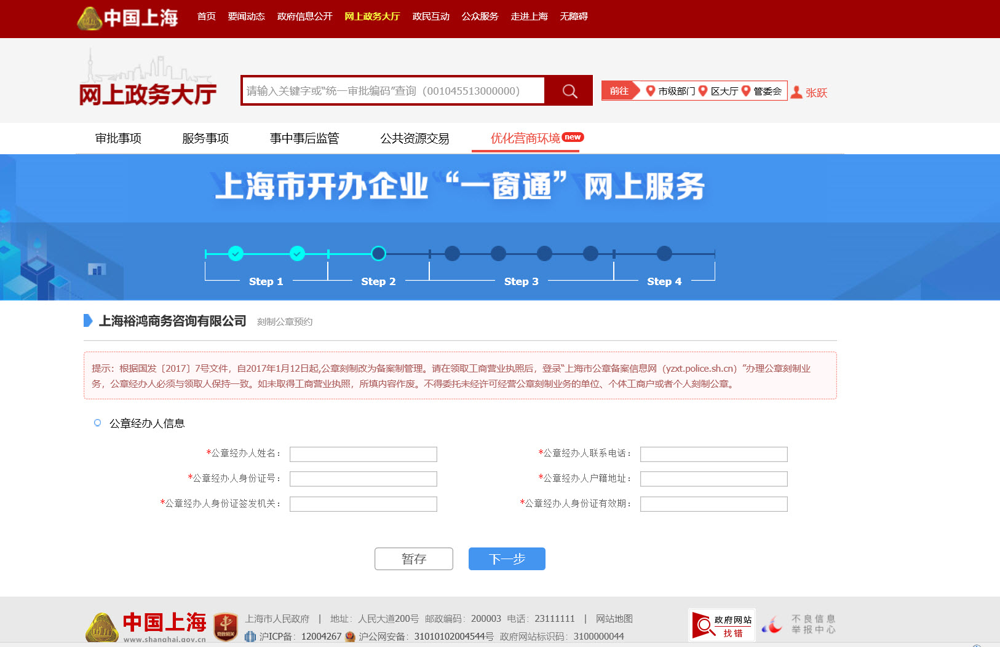 中国上海 首页 要闻动态 政府信息公开 网上政务大厅 政民互动 公众服务 走进上海 无障碍
网上政务大厅 请输入关键字或“统一审批编码”查询（001045513000000） 前往 市级部门 区大厅 管委会 张跃
审批事项 服务事项 事中事后监管 公共资源交易 优化营商环境 new
上海市开办企业“一窗通”网上服务
Step 1 Step 2 Step 3 Step 4
上海裕鸿商务咨询有限公司 刻制公章预约
提示：根据国发〔2017〕7号文件，自2017年1月12日起,公章刻制改为备案制管理。请在领取工商营业执照后，登录“上海市公章备案信息网（yzxt.police.sh.cn）”办理公章刻制业
务，公章经办人必须与领取人保持一致。如未取得工商营业执照，所填内容作废。不得委托未经许可经营公章刻制业务的单位、个体工商户或者个人刻制公章。
公章经办人信息
*公章经办人姓名： *公章经办人联系电话：
*公章经办人身份证号： *公章经办人户籍地址：
*公章经办人身份证签发机关： *公章经办人身份证有效期：
暂存 下一步
中国上海 上海市人民政府 | 地址：人民大道200号 邮政编码：200003 电话：23111111 | 网站地图
www.shanghai.gov.cn 党政机关 沪ICP备：12004267 沪公网安备：31010102004544号 政府网站标识码：3100000044
政府网站
找错
不良信息
举报中心